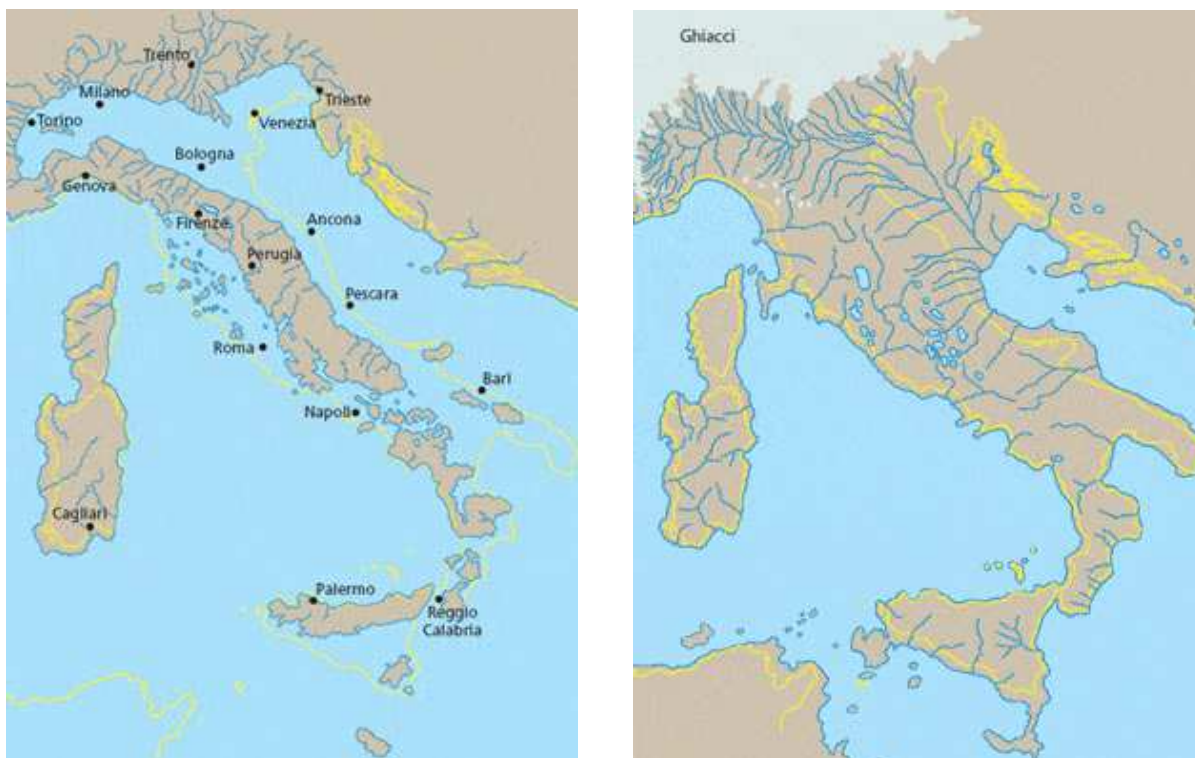 Trento
Milano
Torino
Trieste
Venezia
Bologna
Genova
Firenze
Ancona
Perugia
Pescara
Roma
Bari
Napoli
Cagliari
Palermo
Reggio
Calabria
Ghiacci